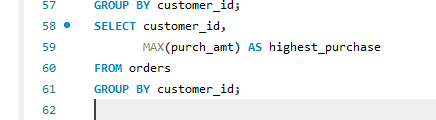 57 GROUP BY customer_id;
58 SELECT customer_id,
59 MAX(purch_amt) AS highest_purchase
60 FROM orders
61 GROUP BY customer_id;
62